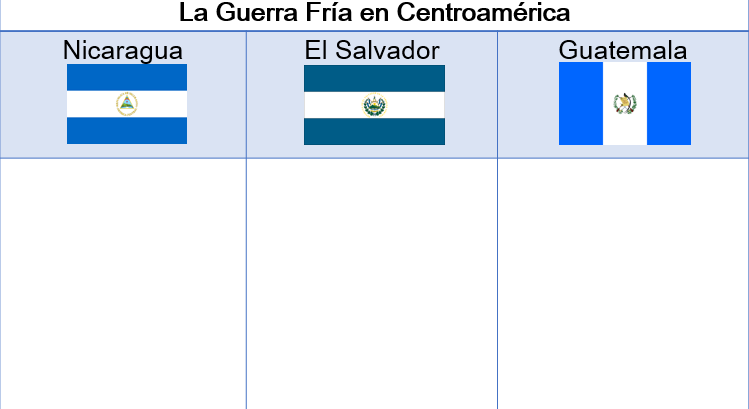 La Guerra Fría en Centroamérica
Nicaragua
El Salvador
Guatemala